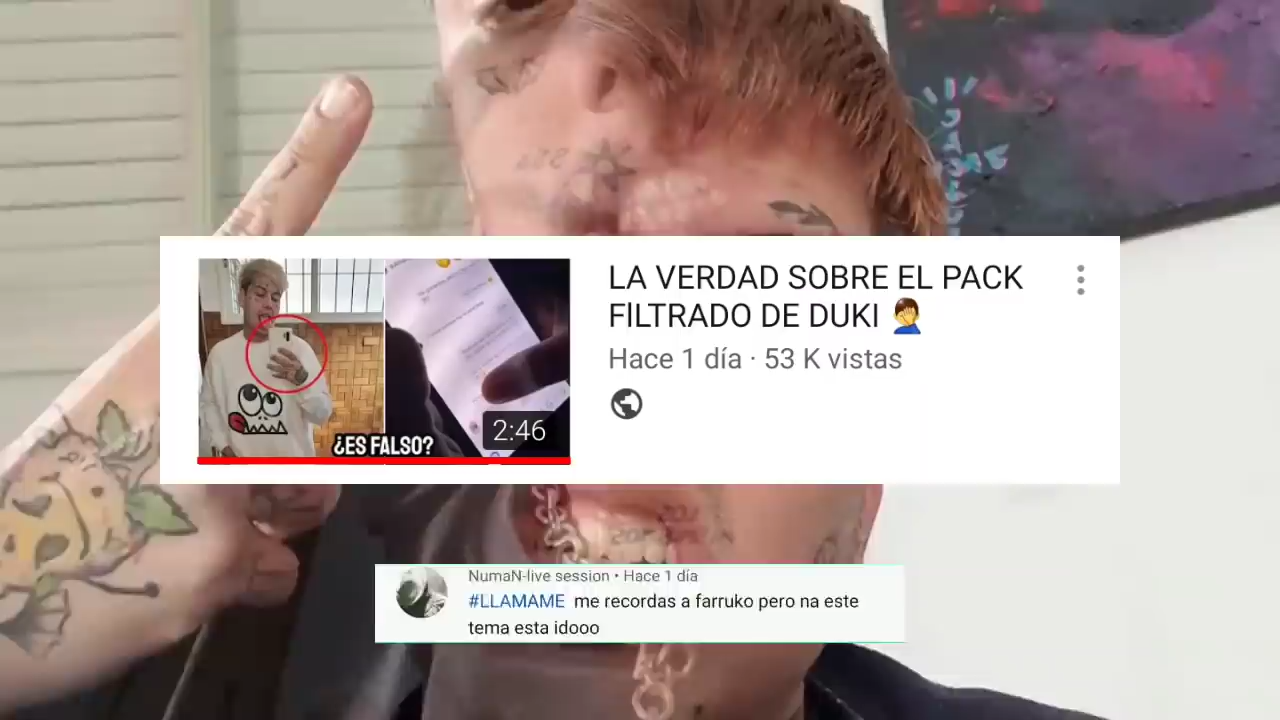 LA VERDAD SOBRE EL PACK
FILTRADO DE DUKI 🤦‍♂️
Hace 1 día · 53 K vistas
¿ES FALSO?
2:46
NumaN-live session • Hace 1 día
#LLAMAME me recordas a farruko pero na este
tema esta idooo